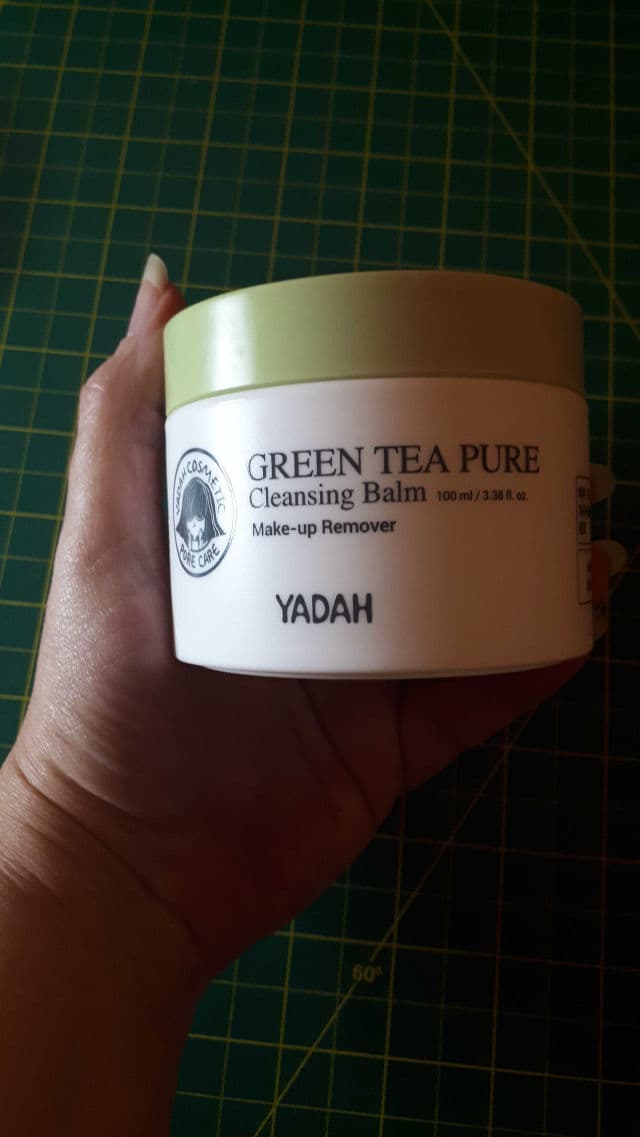 YADAH COSMETIC
PURE CARE
GREEN TEA PURE
Cleansing Balm 100 ml / 3.38 fl. oz.
Make-up Remover
YADAH
60°